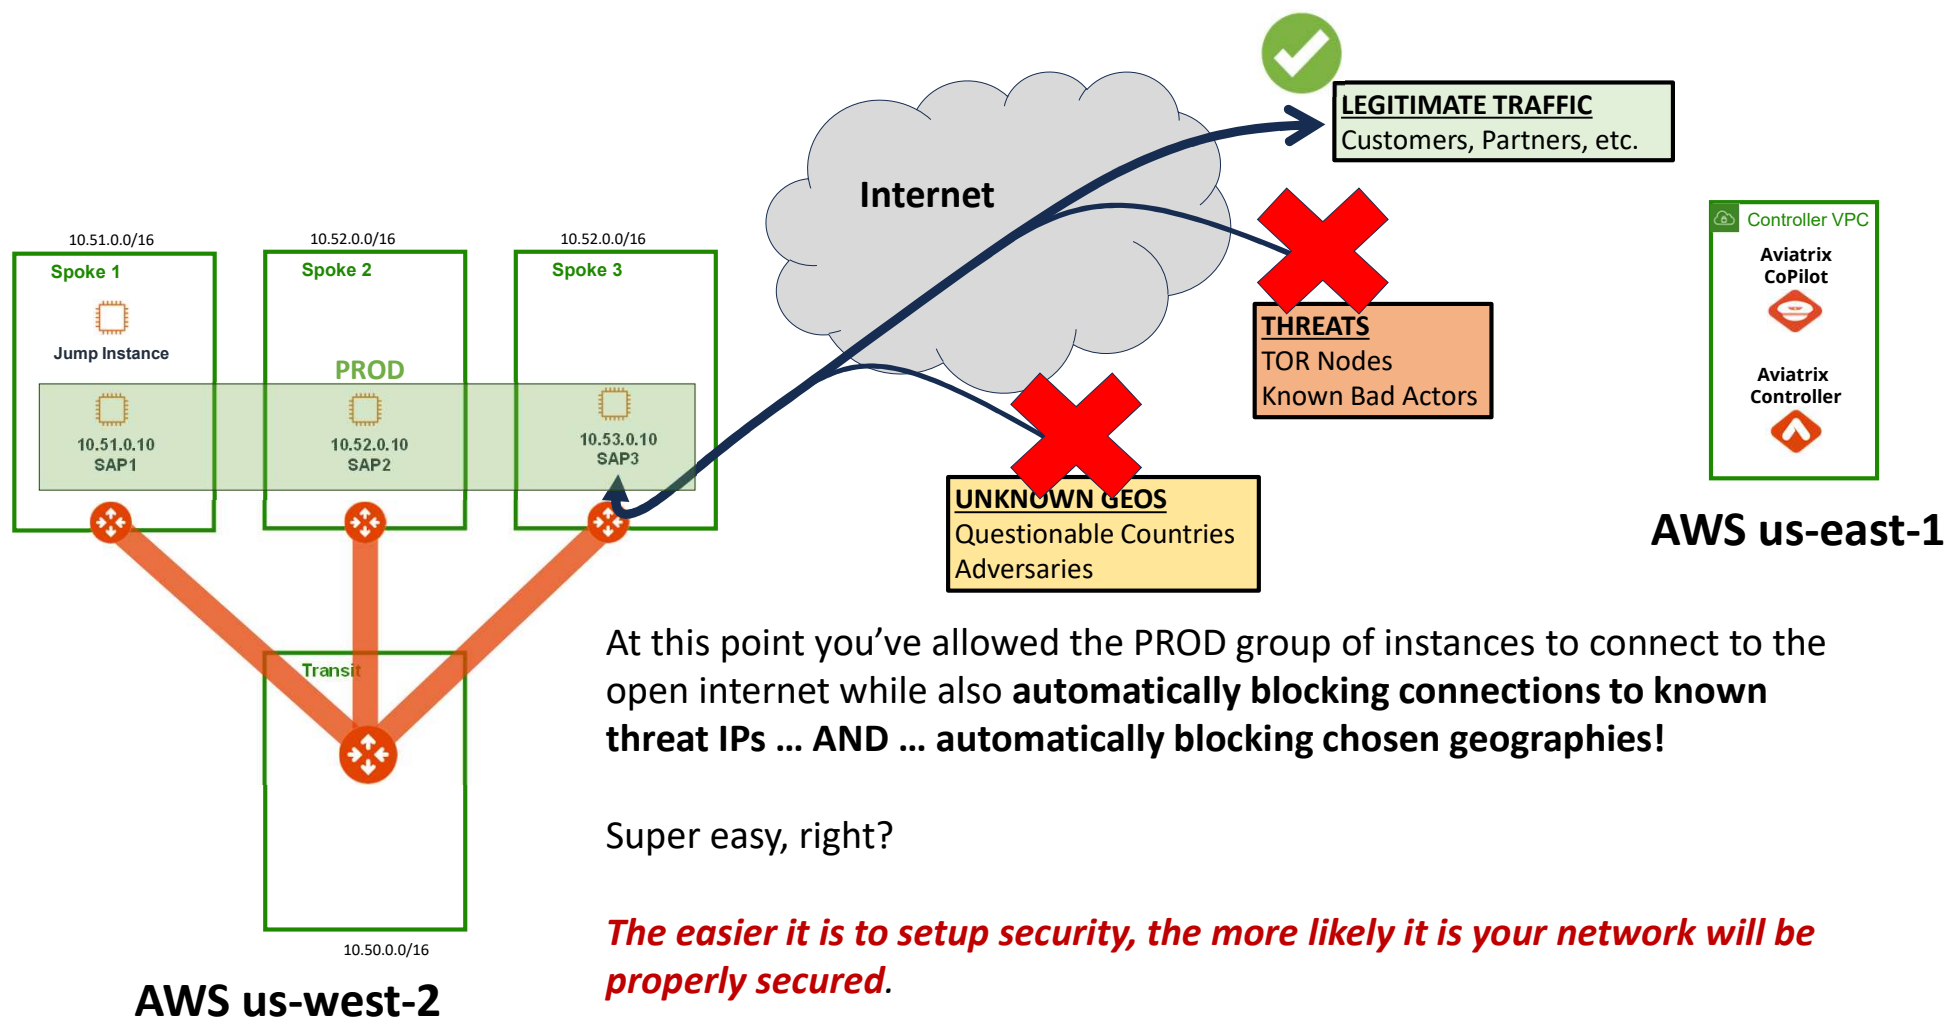 LEGITIMATE TRAFFIC
Customers, Partners, etc.
Internet
THREATS
TOR Nodes
Known Bad Actors
UNKNOWN GEOS
Questionable Countries
Adversaries
10.51.0.0/16
Spoke 1
Jump Instance
10.51.0.10
SAP1
10.52.0.0/16
Spoke 2
PROD
10.52.0.10
SAP2
10.52.0.0/16
Spoke 3
10.53.0.10
SAP3
Transit
10.50.0.0/16
AWS us-west-2
Controller VPC
Aviatrix
CoPilot
Aviatrix
Controller
AWS us-east-1
At this point you’ve allowed the PROD group of instances to connect to the
open internet while also automatically blocking connections to known
threat IPs ... AND ... automatically blocking chosen geographies!
Super easy, right?
The easier it is to setup security, the more likely it is your network will be
properly secured.